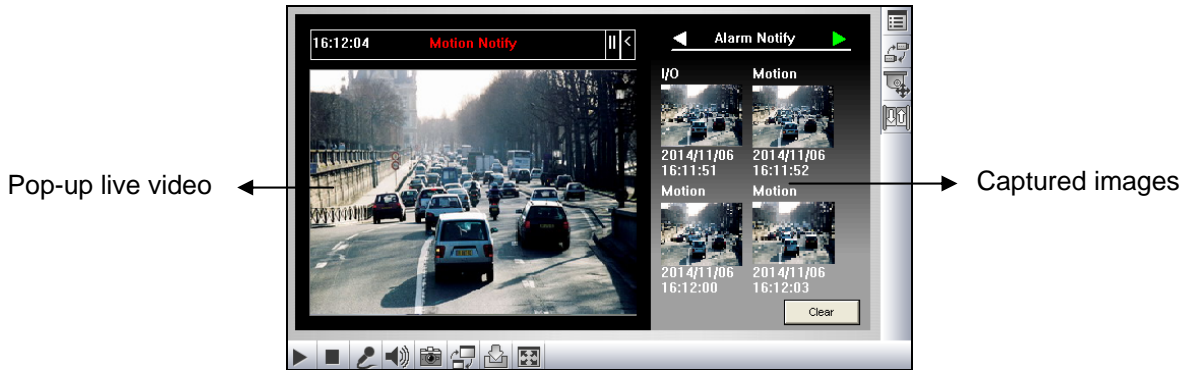 16:12:04 Motion Notify || <
Alarm Notify
I/O Motion
2014/11/06 2014/11/06
16:11:51 16:11:52
Motion Motion
2014/11/06 2014/11/06
16:12:00 16:12:03
Clear
Pop-up live video
Captured images